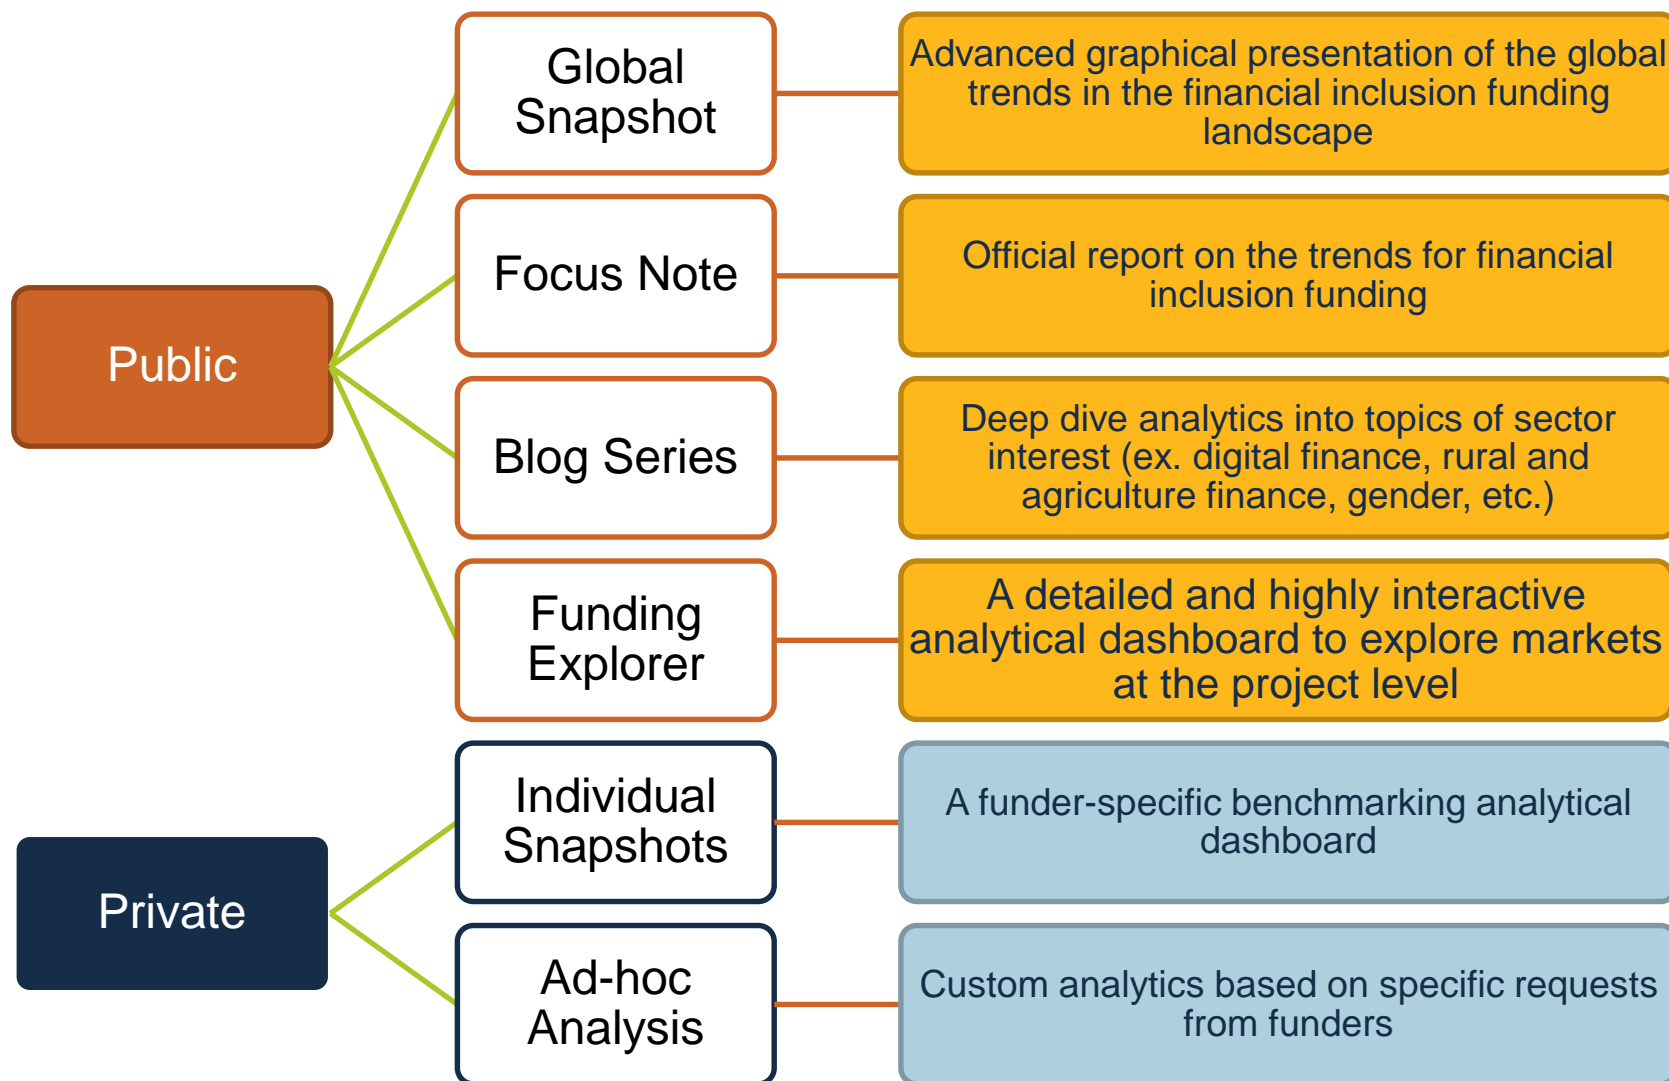 Public
Global
Snapshot
Advanced graphical presentation of the global
trends in the financial inclusion funding
landscape
Focus Note
Official report on the trends for financial
inclusion funding
Blog Series
Deep dive analytics into topics of sector
interest (ex. digital finance, rural and
agriculture finance, gender, etc.)
Funding
Explorer
A detailed and highly interactive
analytical dashboard to explore markets
at the project level
Private
Individual
Snapshots
A funder-specific benchmarking analytical
dashboard
Ad-hoc
Analysis
Custom analytics based on specific requests
from funders